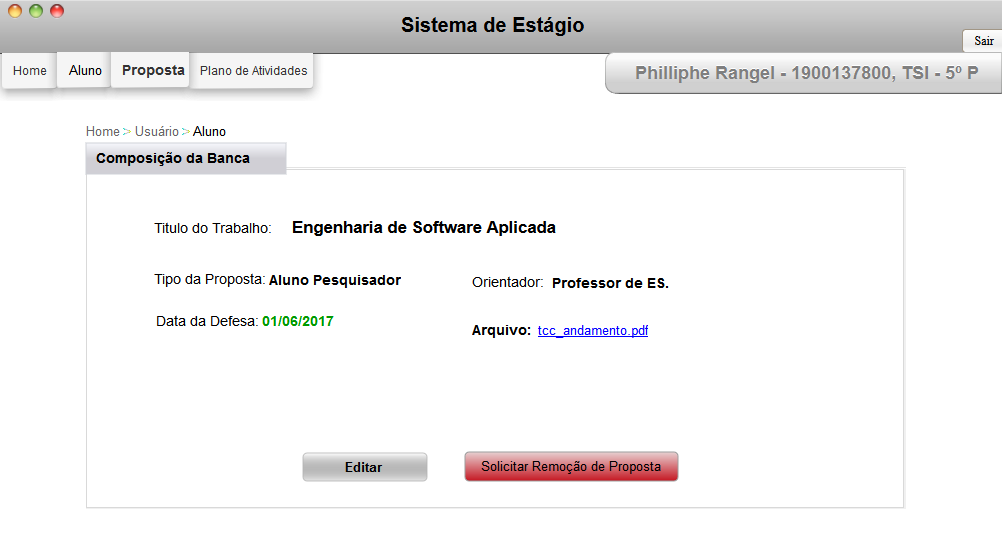 Sistema de Estágio
Sair
Home Aluno Proposta Plano de Atividades
Philliphe Rangel - 1900137800, TSI - 5º P
Home > Usuário > Aluno
Composição da Banca
Titulo do Trabalho: Engenharia de Software Aplicada
Tipo da Proposta: Aluno Pesquisador
Orientador: Professor de ES.
Data da Defesa: 01/06/2017
Arquivo: tcc_andamento.pdf
Editar
Solicitar Remoção de Proposta